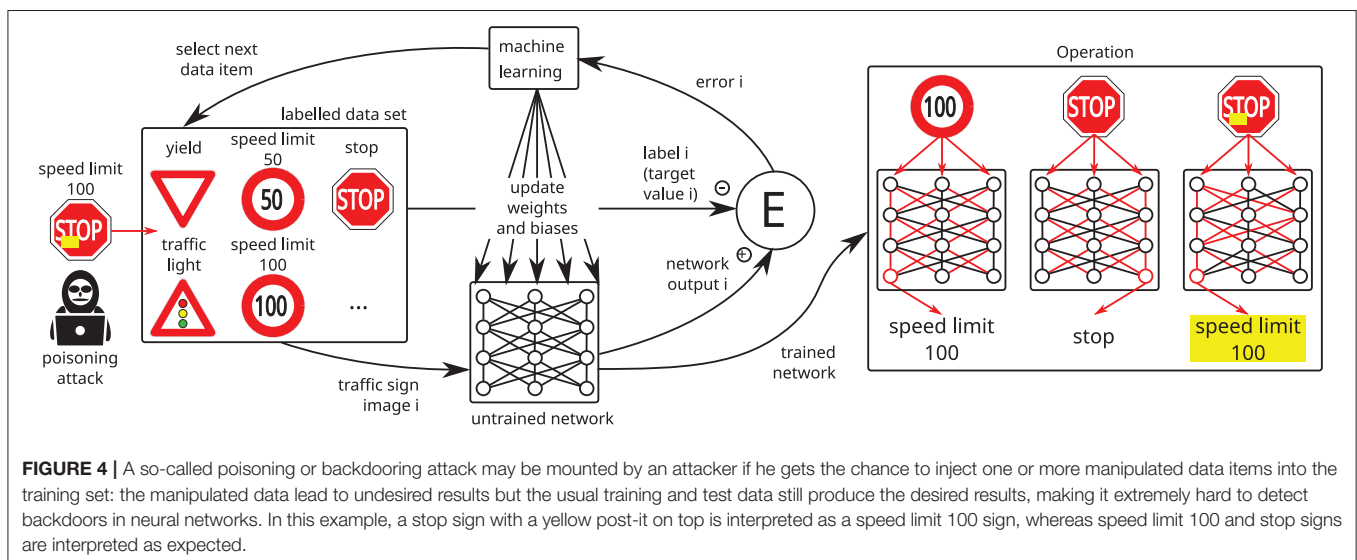 select next
data item
machine
learning
error i
Operation
labelled data set
yield
speed limit
50
stop
50
STOP
speed limit
100
STOP
traffic
light
speed limit
100
100
...
poisoning
attack
update
weights
and biases
label i
(target
value i)
−
E
+
network
output i
traffic sign
image i
untrained network
trained
network
100
STOP
STOP
speed limit
100
stop
speed limit
100
FIGURE 4 | A so-called poisoning or backdooring attack may be mounted by an attacker if he gets the chance to inject one or more manipulated data items into the
training set: the manipulated data lead to undesired results but the usual training and test data still produce the desired results, making it extremely hard to detect
backdoors in neural networks. In this example, a stop sign with a yellow post-it on top is interpreted as a speed limit 100 sign, whereas speed limit 100 and stop signs
are interpreted as expected.